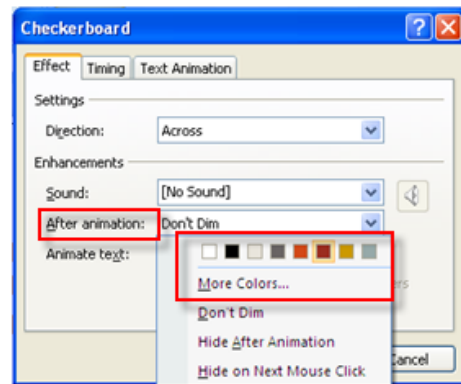 Checkerboard
Effect Timing Text Animation
Settings
Direction: Across
Enhancements
Sound: [No Sound]
After animation: Don't Dim
Animate text:
More Colors...
Don't Dim
Hide After Animation
Hide on Next Mouse Click
Cancel